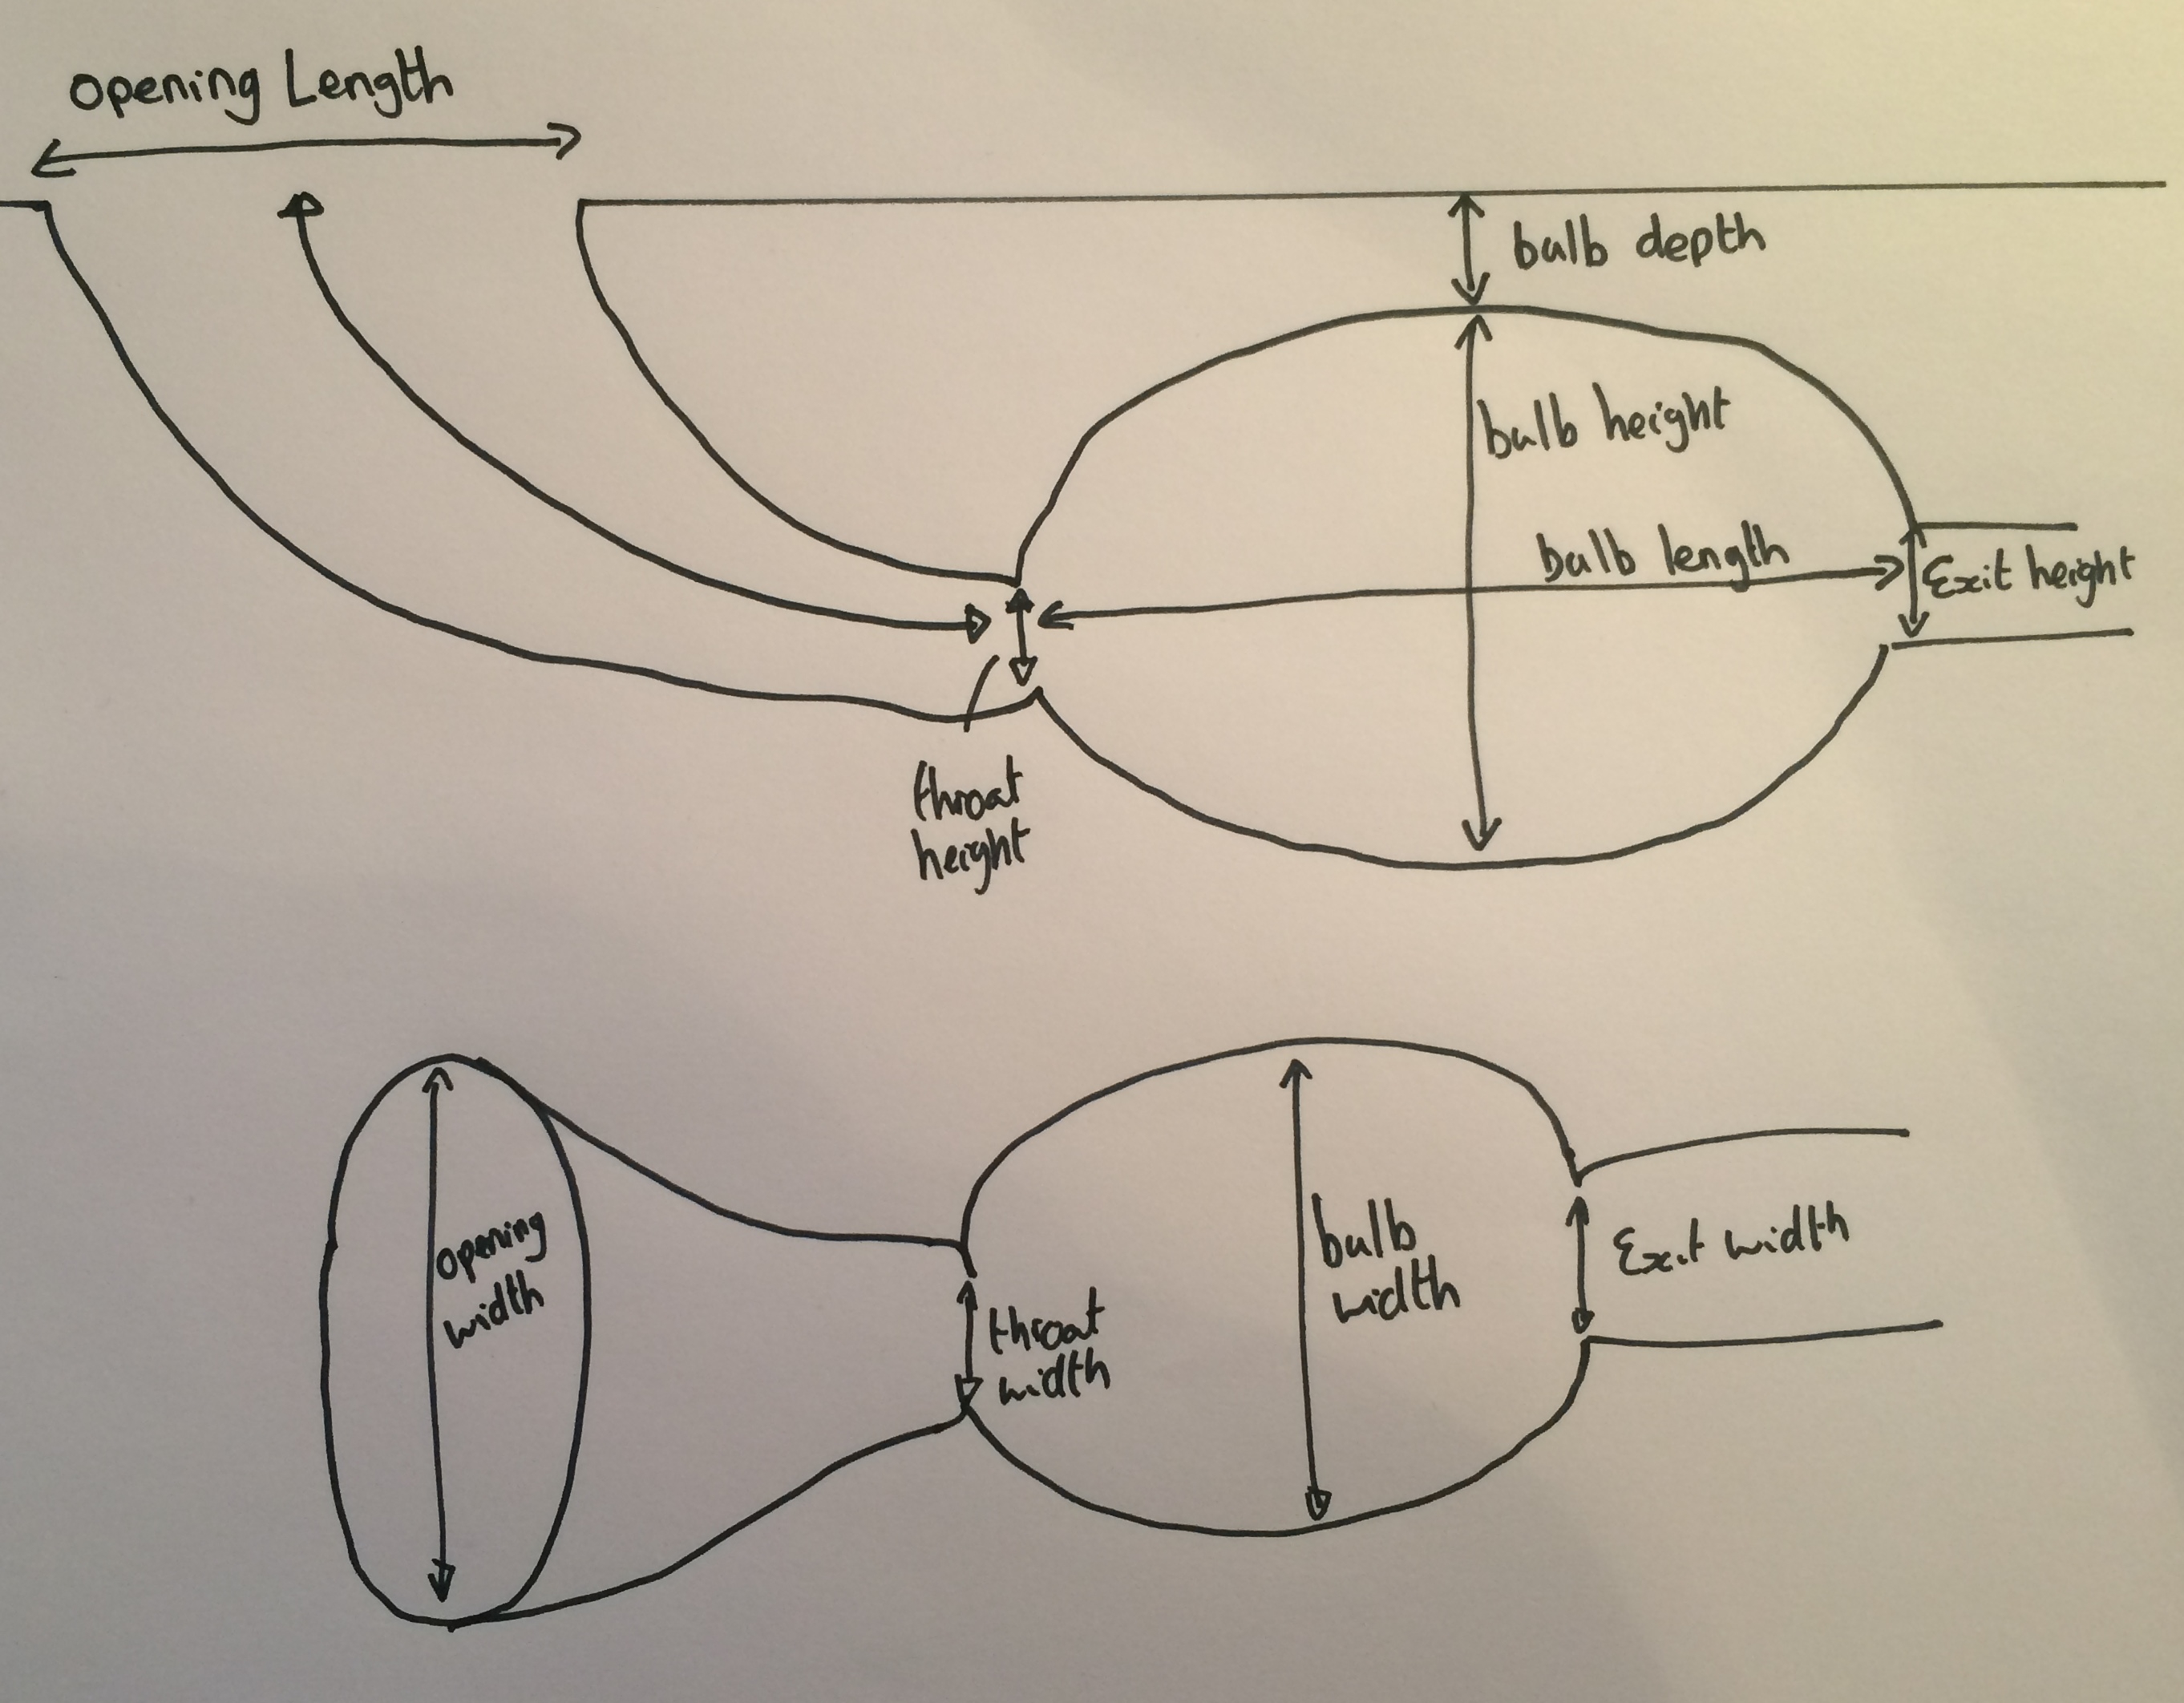 opening Length
bulb depth
bulb height
bulb length
Exit height
throat
height
opening
width
throat
width
bulb
width
Exit width